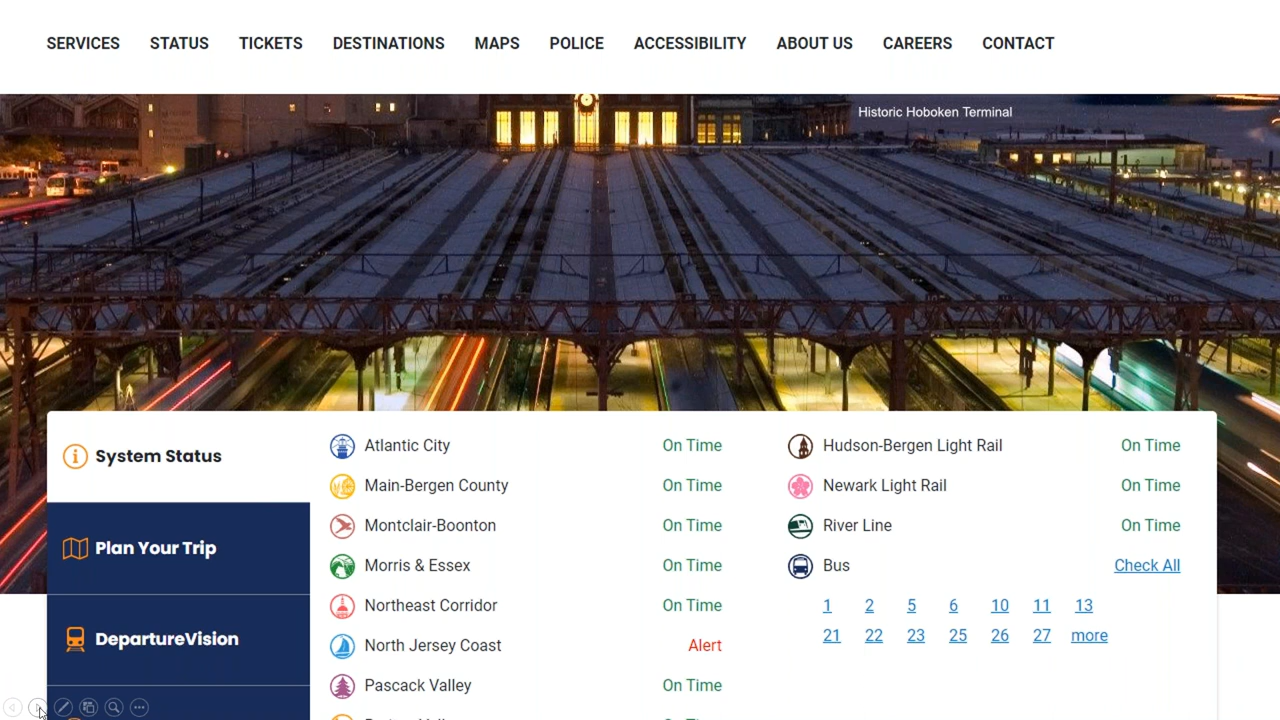 SERVICES STATUS TICKETS DESTINATIONS MAPS POLICE ACCESSIBILITY ABOUT US CAREERS CONTACT
Historic Hoboken Terminal
System Status
Plan Your Trip
DepartureVision
Atlantic City On Time
Main-Bergen County On Time
Montclair-Boonton On Time
Morris & Essex On Time
Northeast Corridor On Time
North Jersey Coast Alert
Pascack Valley On Time
Hudson-Bergen Light Rail On Time
Newark Light Rail On Time
River Line On Time
Bus Check All
1 2 5 6 10 11 13
21 22 23 25 26 27 more